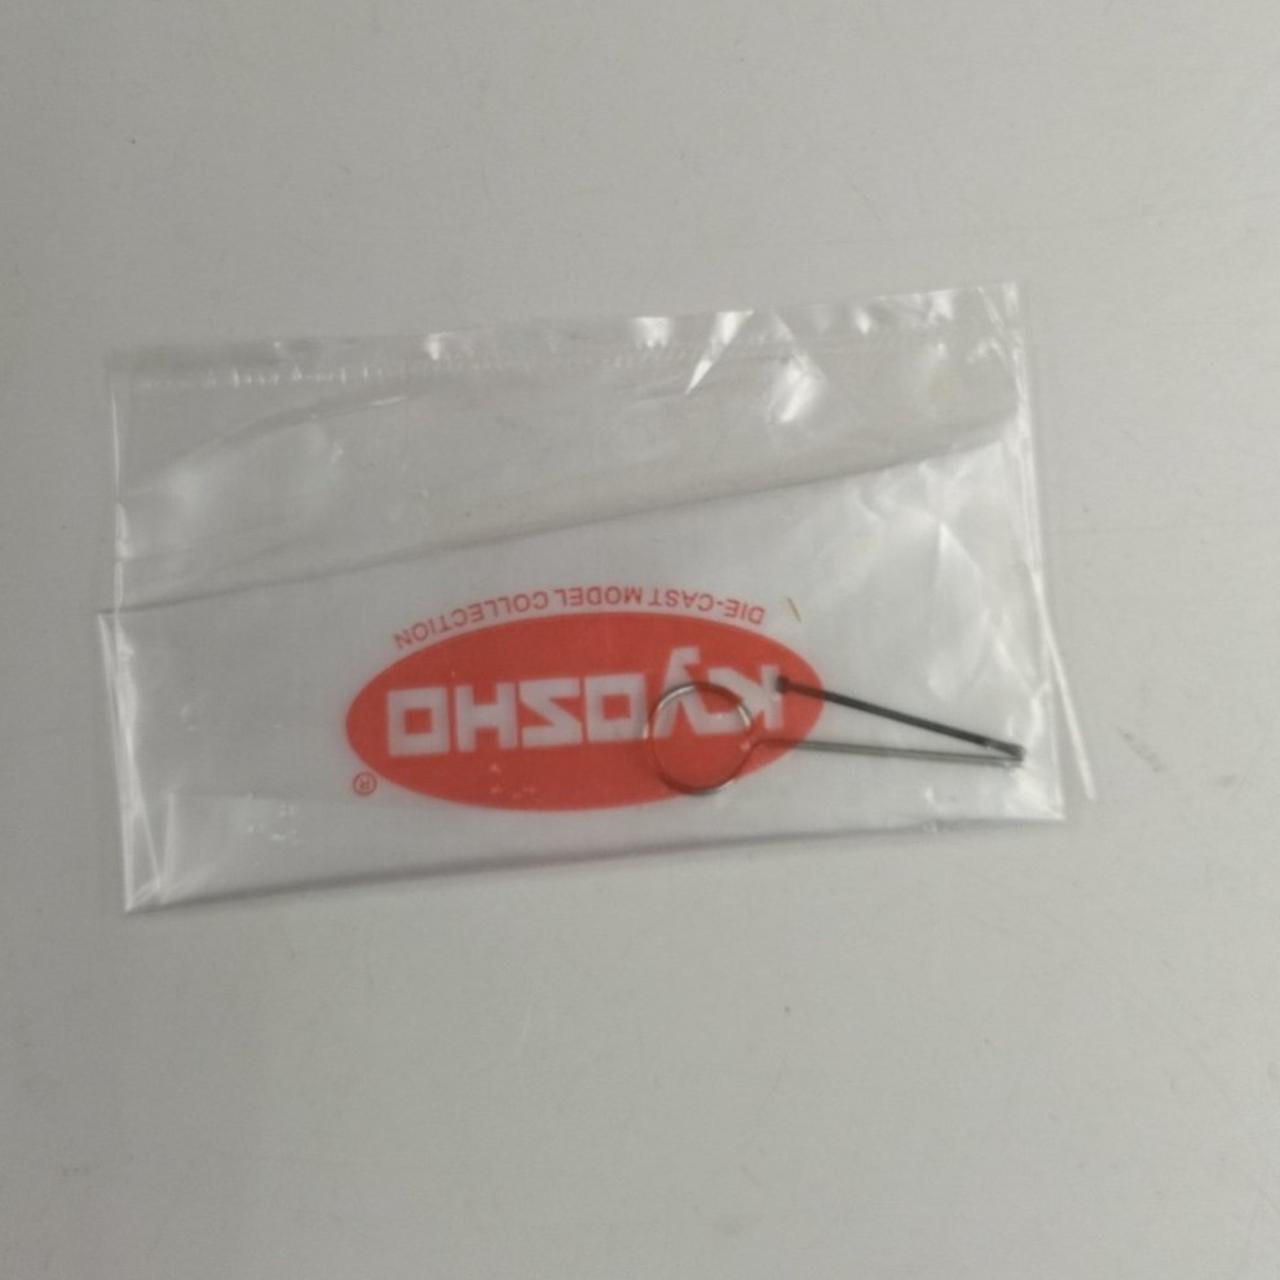 DIE-CAST MODEL COLLECTION
KYOSHO
®